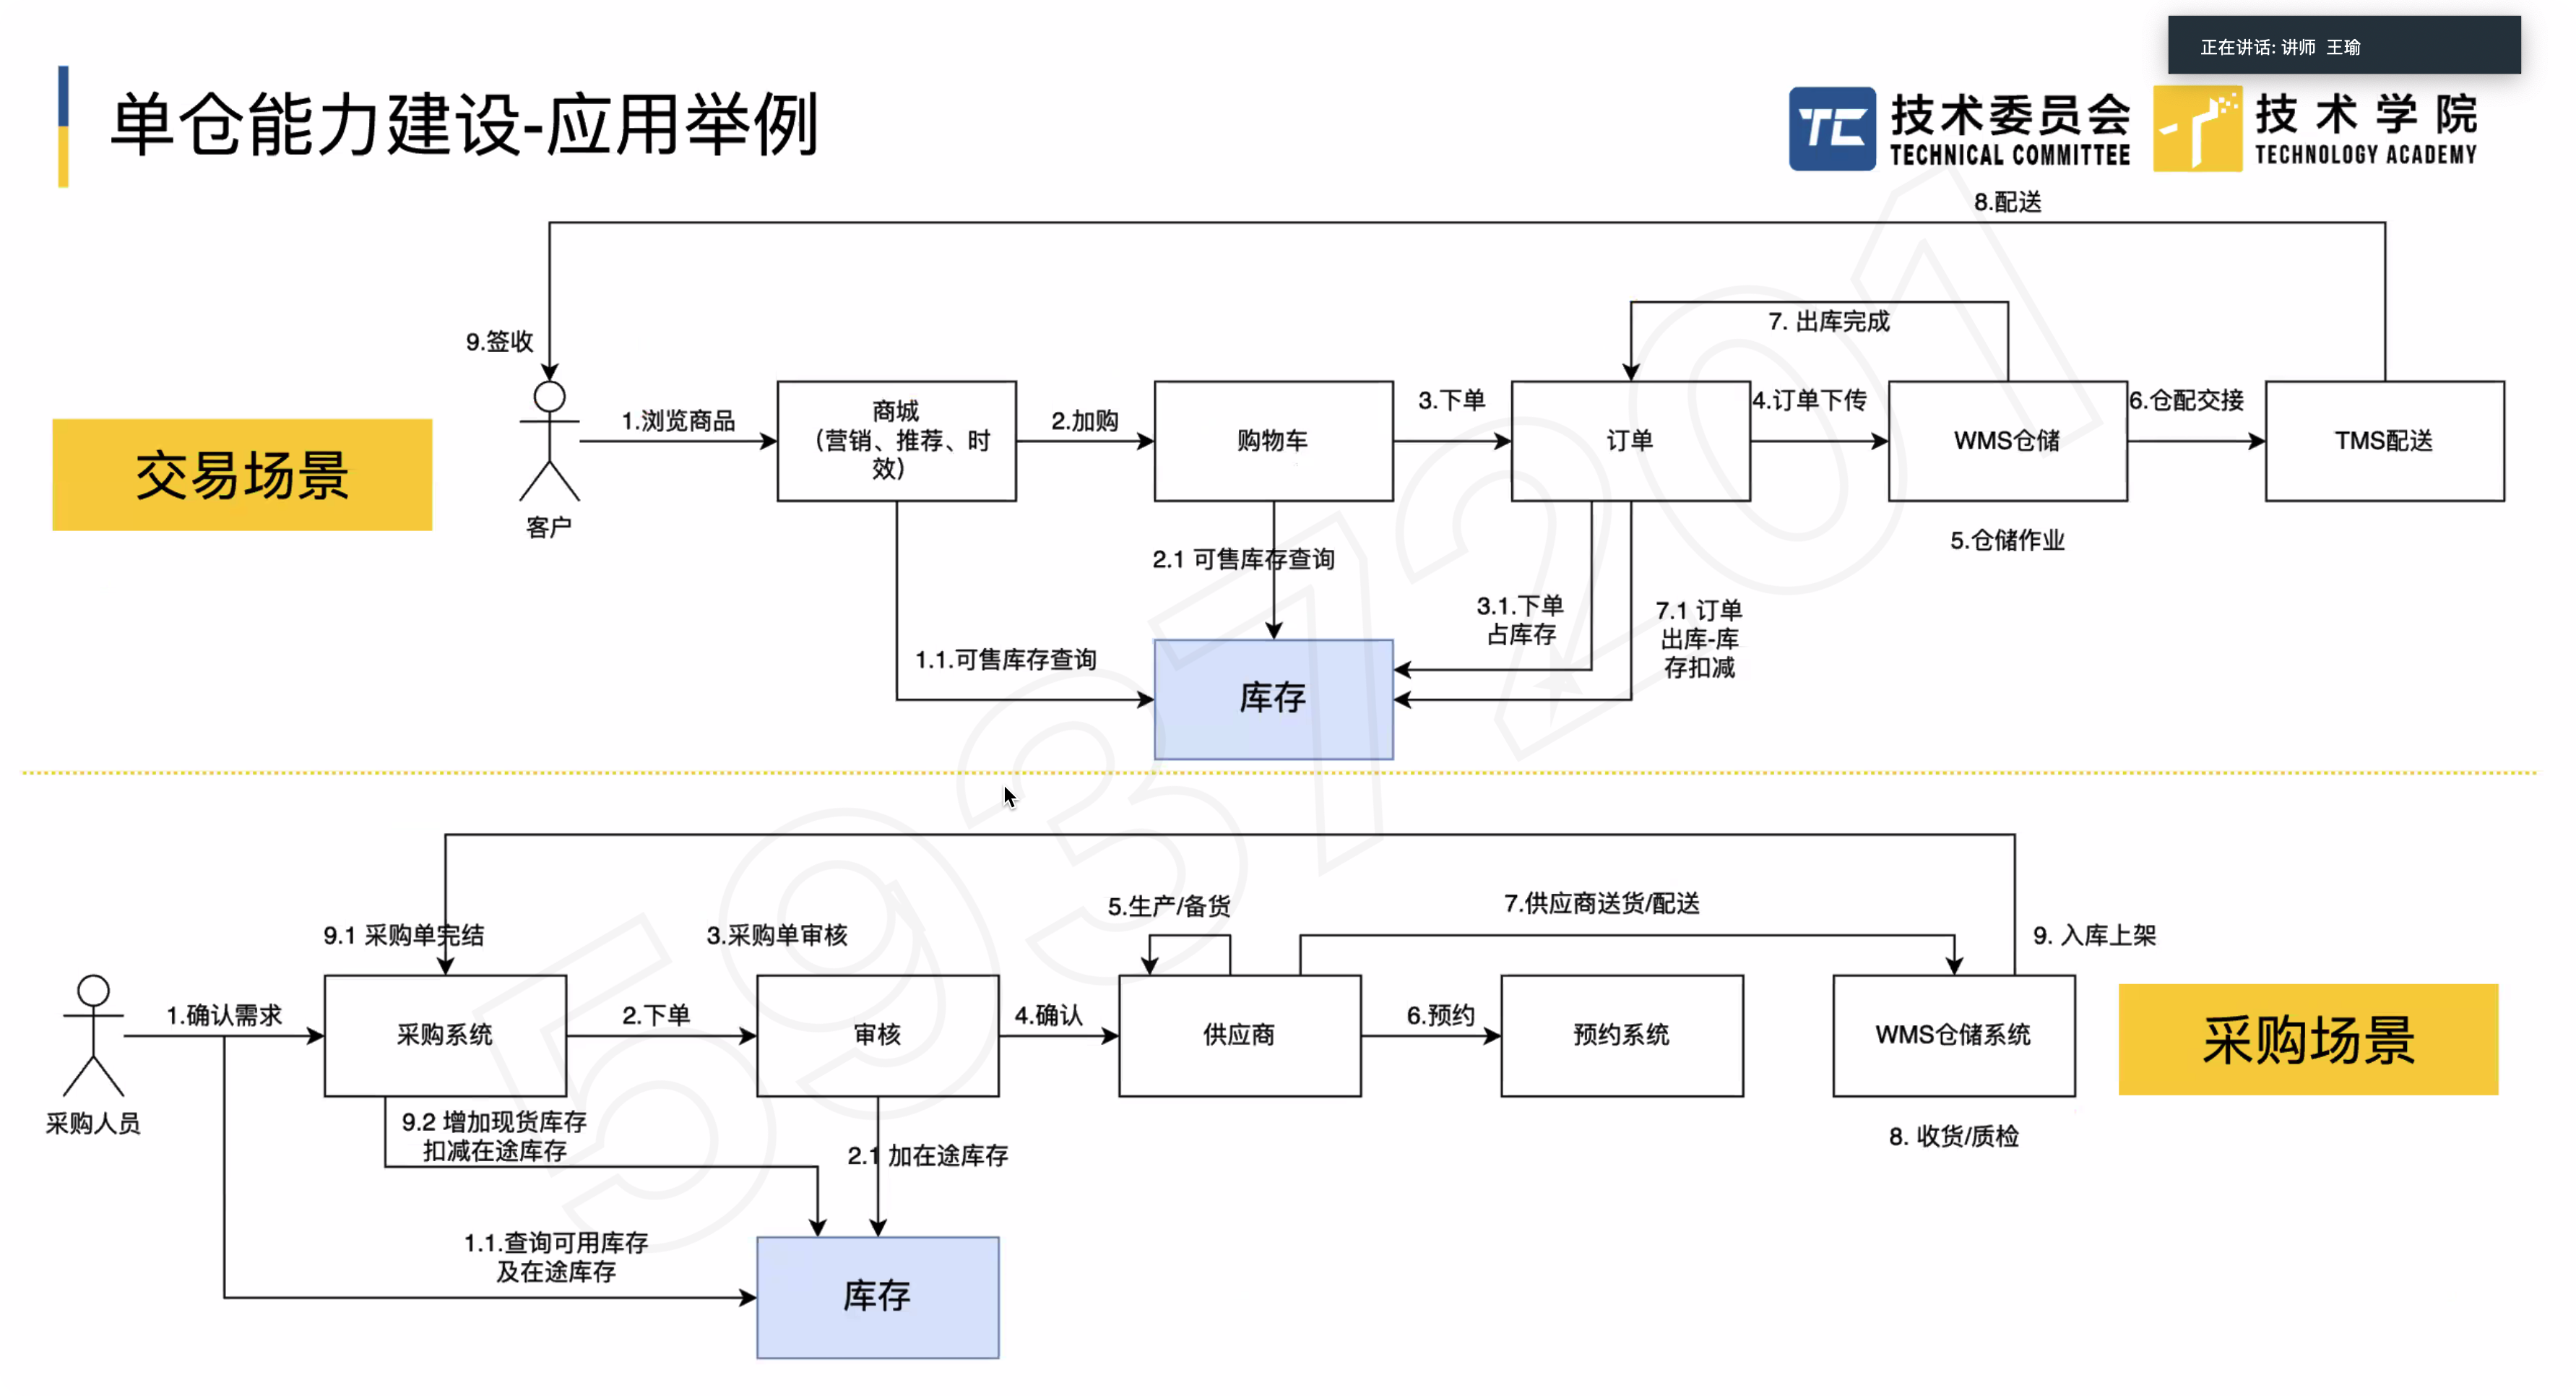 正在讲话: 讲师 王瑜
单仓能力建设-应用举例
TC
技术委员会
TECHNICAL COMMITTEE
技术学院
TECHNOLOGY ACADEMY
8.配送
9.签收
7. 出库完成
交易场景
客户
1.浏览商品
商城
（营销、推荐、时
效）
2.加购
购物车
3.下单
订单
4.订单下传
WMS仓储
6.仓配交接
TMS配送
5.仓储作业
2.1 可售库存查询
1.1.可售库存查询
3.1.下单
占库存
7.1 订单
出库-库
存扣减
库存
5937201
9.1 采购单完结
3.采购单审核
5.生产/备货
7.供应商送货/配送
9. 入库上架
采购人员
1.确认需求
采购系统
2.下单
审核
4.确认
供应商
6.预约
预约系统
WMS仓储系统
采购场景
8. 收货/质检
9.2 增加现货库存
扣减在途库存
2.1 加在途库存
1.1.查询可用库存
及在途库存
库存